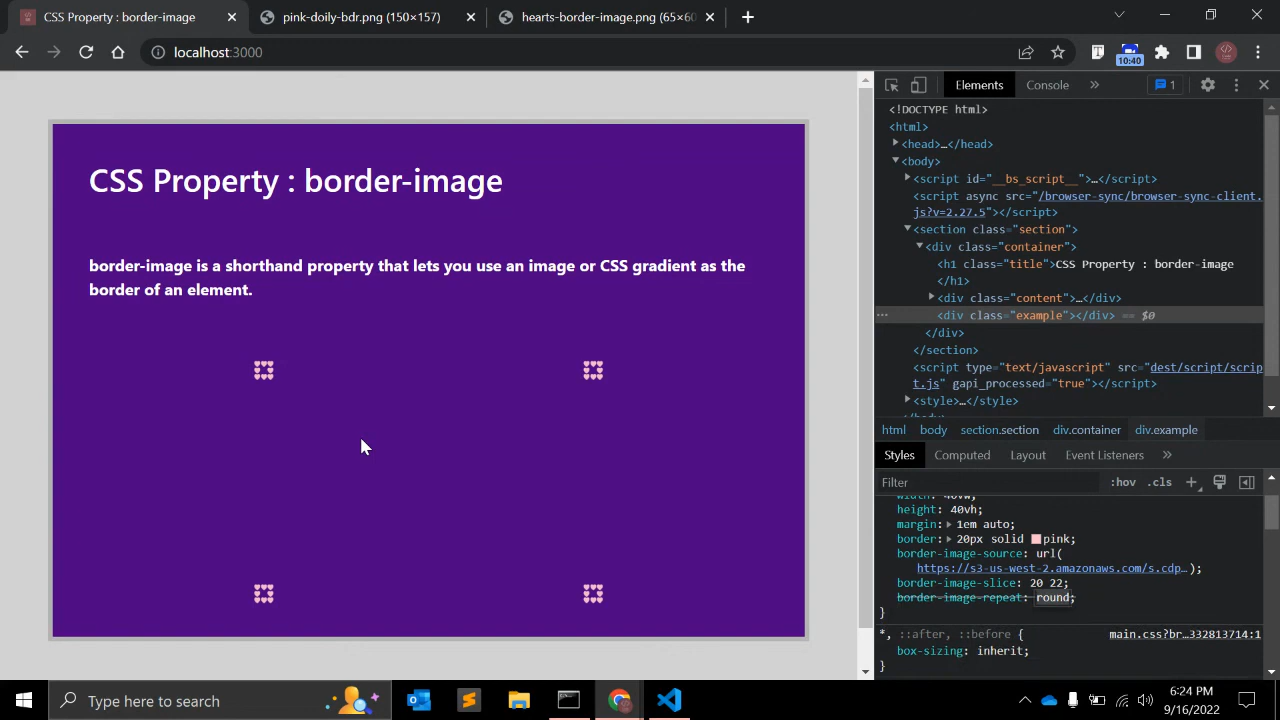 CSS Property : border-image
pink-doily-bdr.png (150×157)
hearts-border-image.png (65×60
localhost:3000
10:40
CSS Property : border-image
border-image is a shorthand property that lets you use an image or CSS gradient as the
border of an element.
Elements Console » 1
<!DOCTYPE html>
<html>
<head>…</head>
<body>
<script id="__bs_script__">…</script>
<script async src="/browser-sync/browser-sync-client.
js?v=2.27.5"></script>
<section class="section">
<div class="container">
<h1 class="title">CSS Property : border-image
</h1>
<div class="content">…</div>
… <div class="example"></div> == $0
</div>
</section>
<script type="text/javascript" src="dest/script/scrip
t.js" gapi_processed="true"></script>
<style>…</style>
html body section.section div.container div.example
Styles Computed Layout Event Listeners »
Filter :hov .cls
height: 40vh;
margin: 1em auto;
border: 20px solid pink;
border-image-source: url(
https://s3-us-west-2.amazonaws.com/s.cdp…);
border-image-slice: 20 22;
border-image-repeat: round;
}
*, ::after, ::before { main.css?br…332813714:1
box-sizing: inherit;
}
Type here to search
6:24 PM
9/16/2022